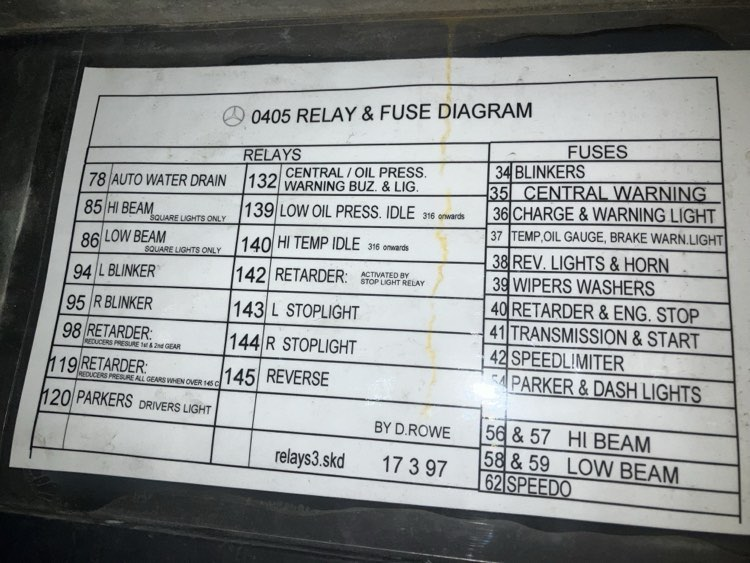 0405 RELAY & FUSE DIAGRAM
RELAYS
78 AUTO WATER DRAIN
85 HI BEAM SQUARE LIGHTS ONLY
86 LOW BEAM SQUARE LIGHTS ONLY
94 L BLINKER
95 R BLINKER
98 RETARDER:
REDUCERS PRESURE 1st & 2nd GEAR
119 RETARDER:
REDUCERS PRESURE ALL GEARS WHEN OVER 145 C
120 PARKERS DRIVERS LIGHT
132 CENTRAL / OIL PRESS.
WARNING BUZ. & LIG.
139 LOW OIL PRESS. IDLE 316 onwards
140 HI TEMP IDLE 316 onwards
142 RETARDER: ACTIVATED BY
STOP LIGHT RELAY
143 L STOPLIGHT
144 R STOPLIGHT
145 REVERSE
BY D.ROWE
relays3.skd 17 3 97
FUSES
34 BLINKERS
35 CENTRAL WARNING
36 CHARGE & WARNING LIGHT
37 TEMP,OIL GAUGE, BRAKE WARN.LIGHT
38 REV. LIGHTS & HORN
39 WIPERS WASHERS
40 RETARDER & ENG. STOP
41 TRANSMISSION & START
42 SPEEDLIMITER
54 PARKER & DASH LIGHTS
56 & 57 HI BEAM
58 & 59 LOW BEAM
62 SPEEDO